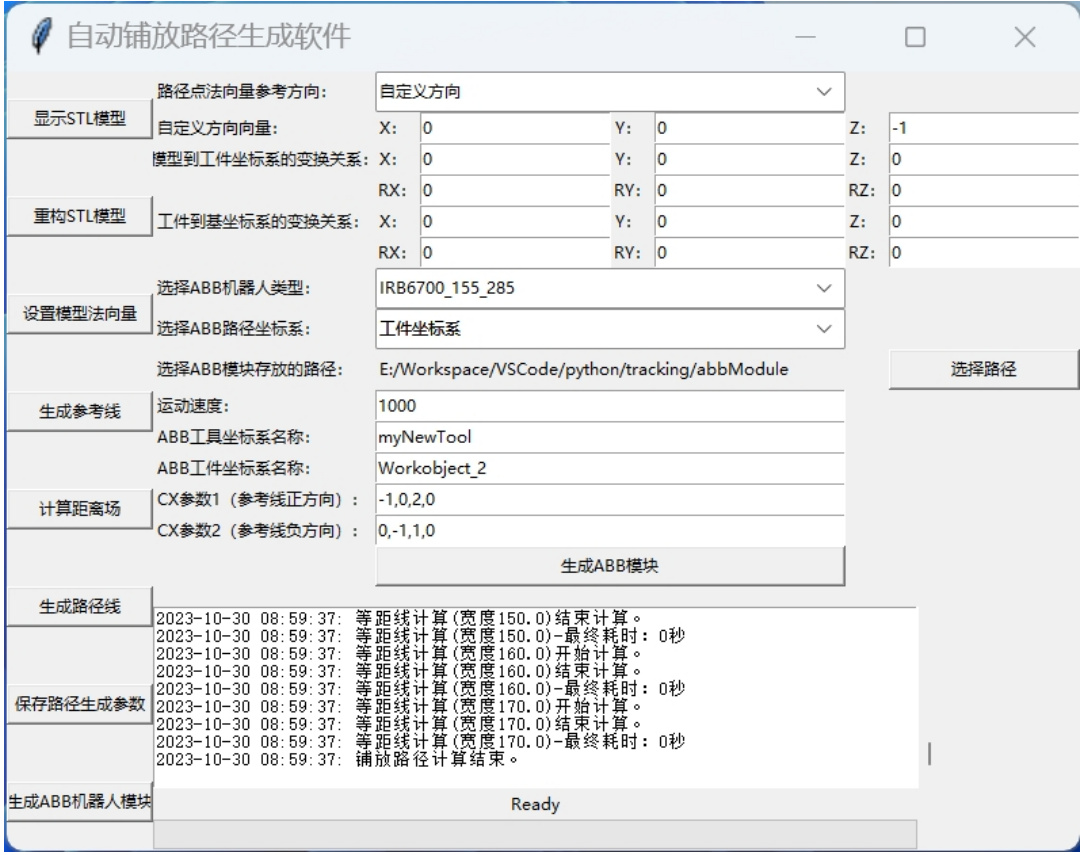 自动铺放路径生成软件
显示STL模型
重构STL模型
设置模型法向量
生成参考线
计算距离场
生成路径线
保存路径生成参数
生成ABB机器人模块
路径点法向量参考方向： 自定义方向
自定义方向向量： X： 0 Y： 0 Z： -1
模型到工件坐标系的变换关系： X： 0 Y： 0 Z： 0
RX： 0 RY： 0 RZ： 0
工件到基坐标系的变换关系： X： 0 Y： 0 Z： 0
RX： 0 RY： 0 RZ： 0
选择ABB机器人类型： IRB6700_155_285
选择ABB路径坐标系： 工件坐标系
选择ABB模块存放的路径： E:/Workspace/VSCode/python/tracking/abbModule 选择路径
运动速度： 1000
ABB工具坐标系名称： myNewTool
ABB工件坐标系名称： Workobject_2
CX参数1（参考线正方向）： -1,0,2,0
CX参数2（参考线负方向）： 0,-1,1,0
生成ABB模块
2023-10-30 08:59:37: 等距线计算(宽度150.0)结束计算。
2023-10-30 08:59:37: 等距线计算(宽度150.0)-最终耗时：0秒
2023-10-30 08:59:37: 等距线计算(宽度160.0)开始计算。
2023-10-30 08:59:37: 等距线计算(宽度160.0)结束计算。
2023-10-30 08:59:37: 等距线计算(宽度160.0)-最终耗时：0秒
2023-10-30 08:59:37: 等距线计算(宽度170.0)开始计算。
2023-10-30 08:59:37: 等距线计算(宽度170.0)结束计算。
2023-10-30 08:59:37: 等距线计算(宽度170.0)-最终耗时：0秒
2023-10-30 08:59:37: 铺放路径计算结束。
Ready